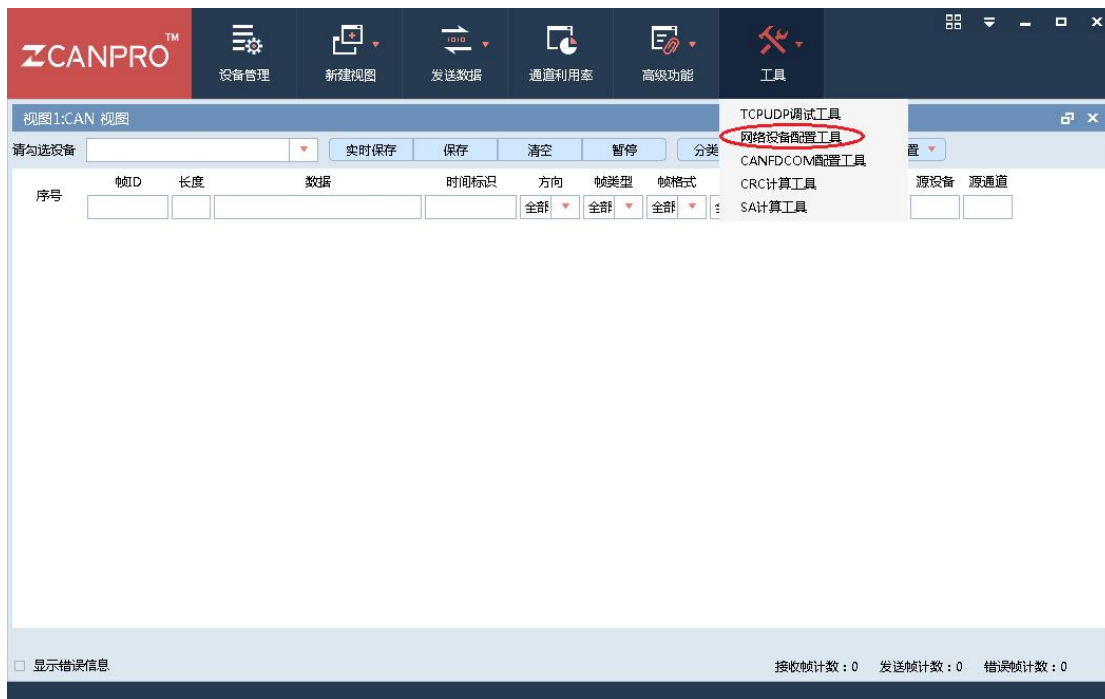 ZCANPRO™
设备管理
新建视图
发送数据
通道利用率
高级功能
工具
TCPUDP调试工具
网络设备配置工具
CANFDCOM配置工具
CRC计算工具
SA计算工具
视图1:CAN 视图
请勾选设备 实时保存 保存 清空 暂停 分类 置
序号 帧ID 长度 数据 时间标识 方向 帧类型 帧格式 源设备 源通道
全部 全部 全部
显示错误信息 接收帧计数：0 发送帧计数：0 错误帧计数：0